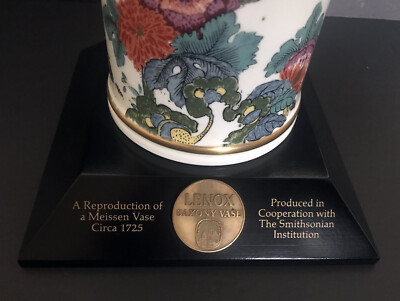 A Reproduction of
a Meissen Vase
Circa 1725
LENOX
SAXONY VASE
Produced in
Cooperation with
The Smithsonian
Institution